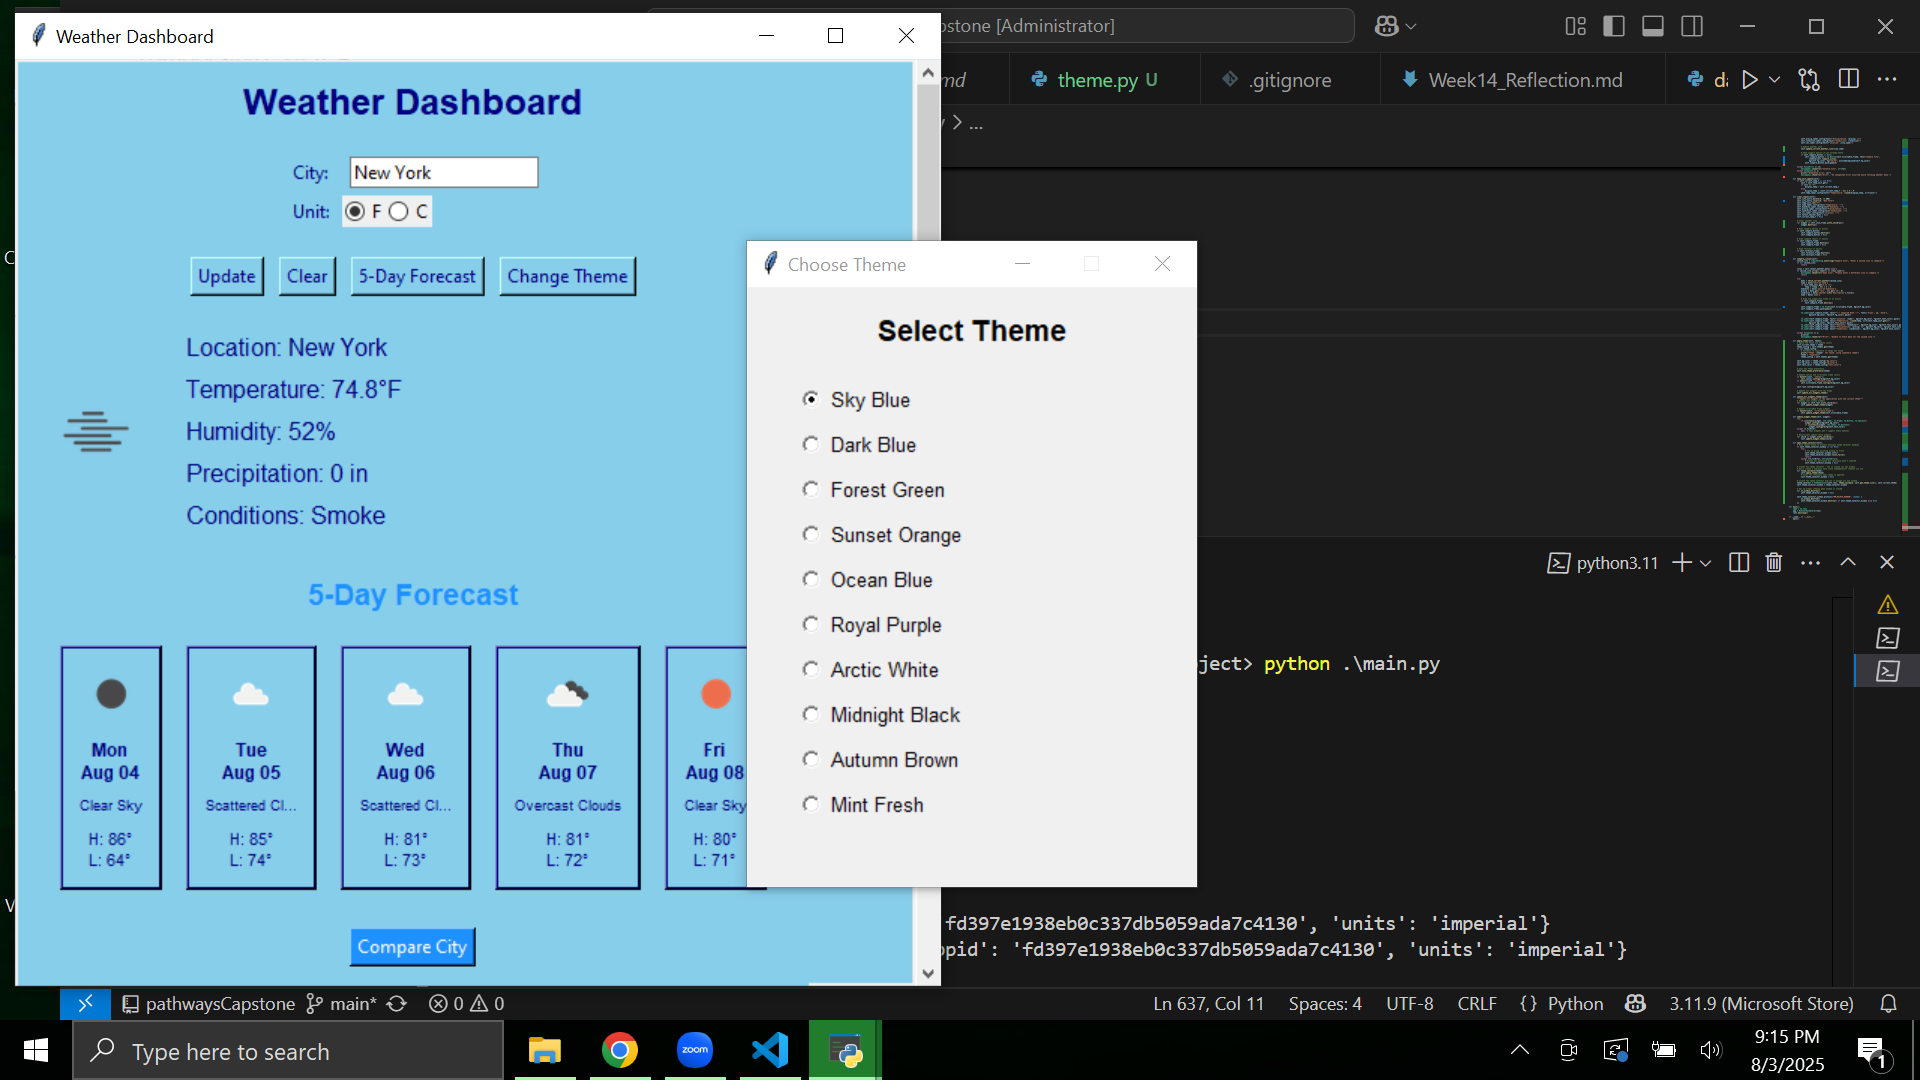 Weather Dashboard
Weather Dashboard
City: New York
Unit: F C
Update Clear 5-Day Forecast Change Theme
Location: New York
Temperature: 74.8°F
Humidity: 52%
Precipitation: 0 in
Conditions: Smoke
5-Day Forecast
Mon
Aug 04
Clear Sky
H: 86°
L: 64°
Tue
Aug 05
Scattered Cl...
H: 85°
L: 74°
Wed
Aug 06
Scattered Cl...
H: 81°
L: 73°
Thu
Aug 07
Overcast Clouds
H: 81°
L: 72°
Fri
Aug 08
Clear Sky
H: 80°
L: 71°
Compare City
Choose Theme
Select Theme
Sky Blue
Dark Blue
Forest Green
Sunset Orange
Ocean Blue
Royal Purple
Arctic White
Midnight Black
Autumn Brown
Mint Fresh
pstone [Administrator]
md theme.py U .gitignore Week14_Reflection.md da
y > ...
python3.11
ject> python .\main.py
fd397e1938eb0c337db5059ada7c4130', 'units': 'imperial'}
ppid': 'fd397e1938eb0c337db5059ada7c4130', 'units': 'imperial'}
pathwaysCapstone main* 0 0 Ln 637, Col 11 Spaces: 4 UTF-8 CRLF {} Python 3.11.9 (Microsoft Store)
Type here to search
zoom
9:15 PM
8/3/2025
1